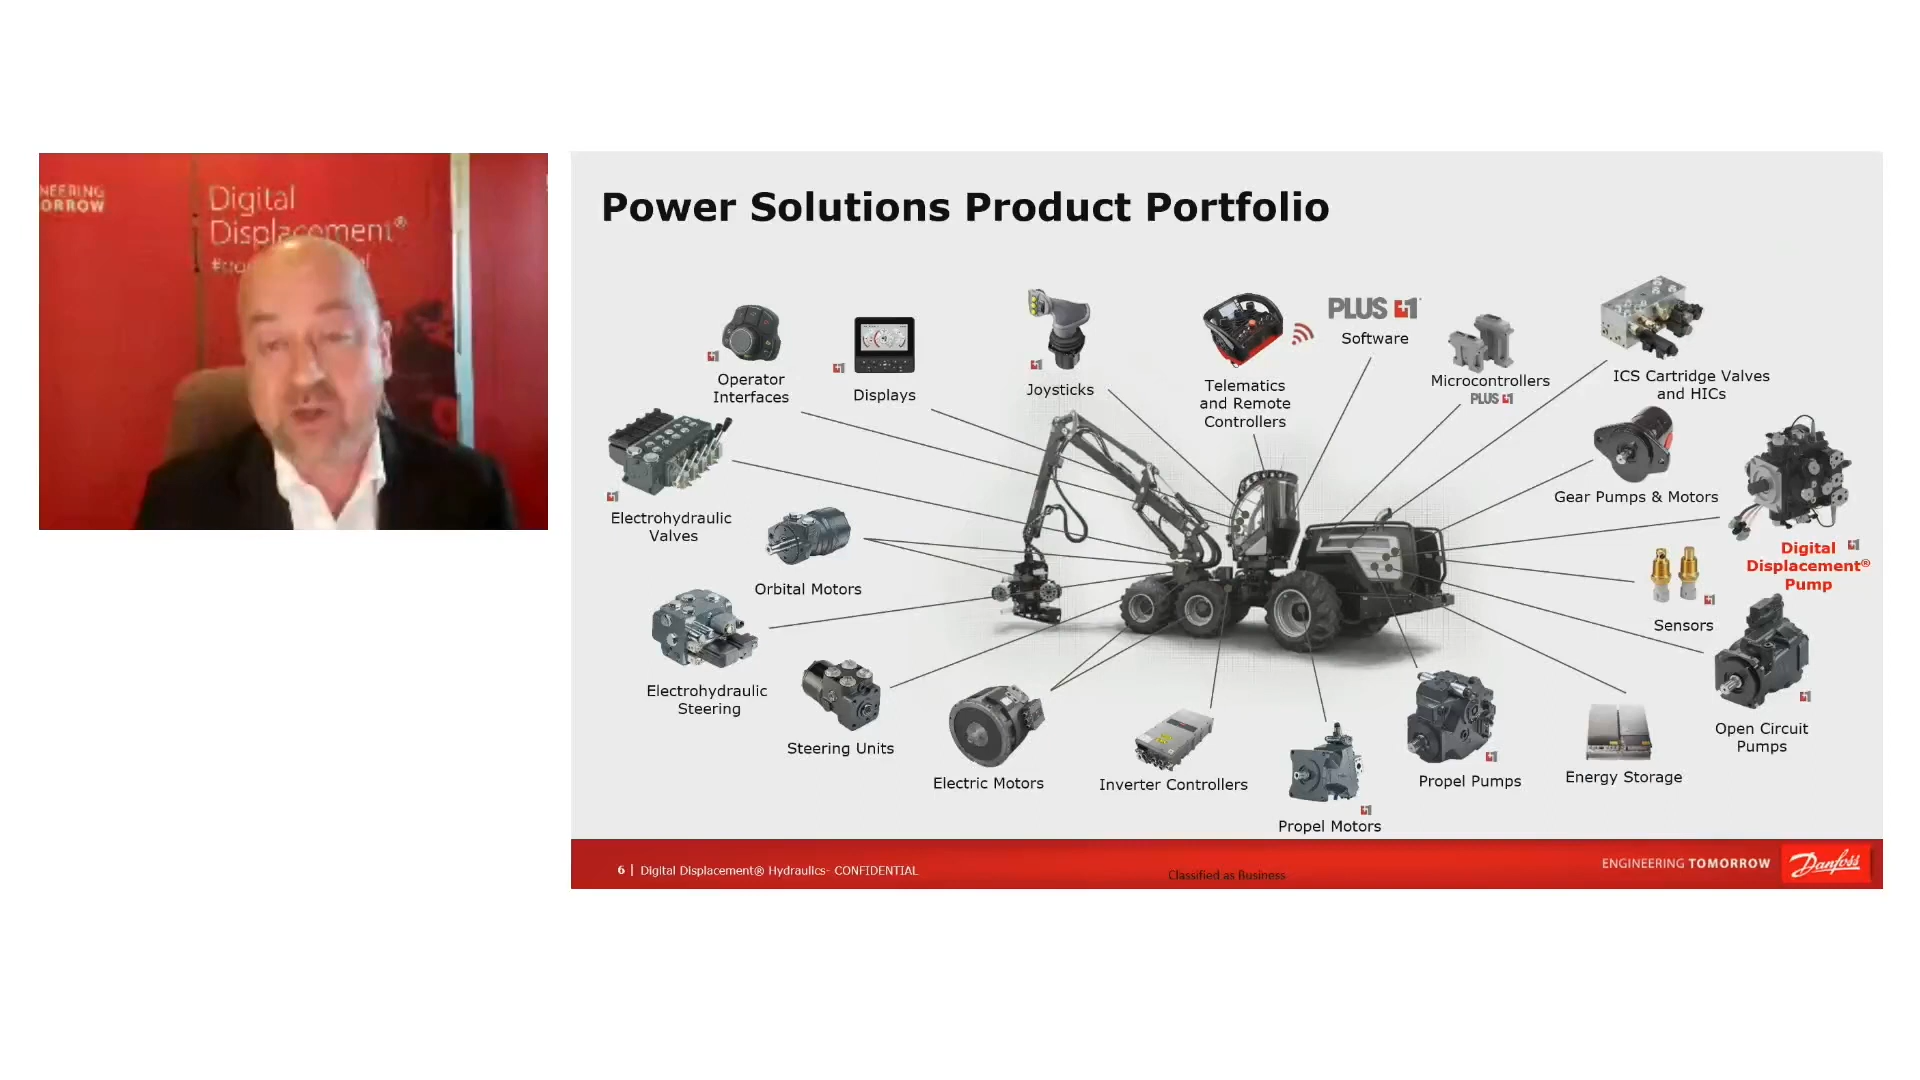 NEERING
ORROW
Digital
Displacement®
Power Solutions Product Portfolio
Operator
Interfaces
Displays
Joysticks
Telematics
and Remote
Controllers
PLUS+1
Software
Microcontrollers
PLUS+1
ICS Cartridge Valves
and HICs
Electrohydraulic
Valves
Orbital Motors
Gear Pumps & Motors
Digital
Displacement®
Pump
Sensors
Electrohydraulic
Steering
Steering Units
Electric Motors
Inverter Controllers
Propel Motors
Propel Pumps
Energy Storage
Open Circuit
Pumps
6 | Digital Displacement® Hydraulics- CONFIDENTIAL
Classified as Business
ENGINEERING TOMORROW
Danfoss